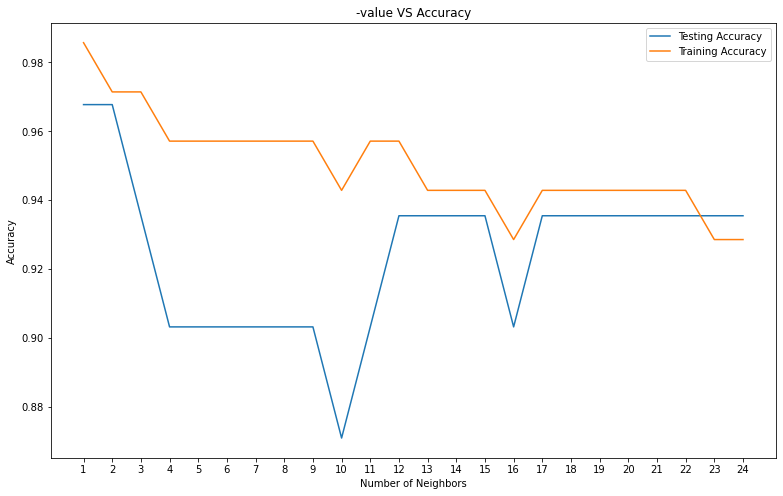 -value VS Accuracy
Testing Accuracy
Training Accuracy
0.98
0.96
0.94
0.92
0.90
0.88
Accuracy
1 2 3 4 5 6 7 8 9 10 11 12 13 14 15 16 17 18 19 20 21 22 23 24
Number of Neighbors